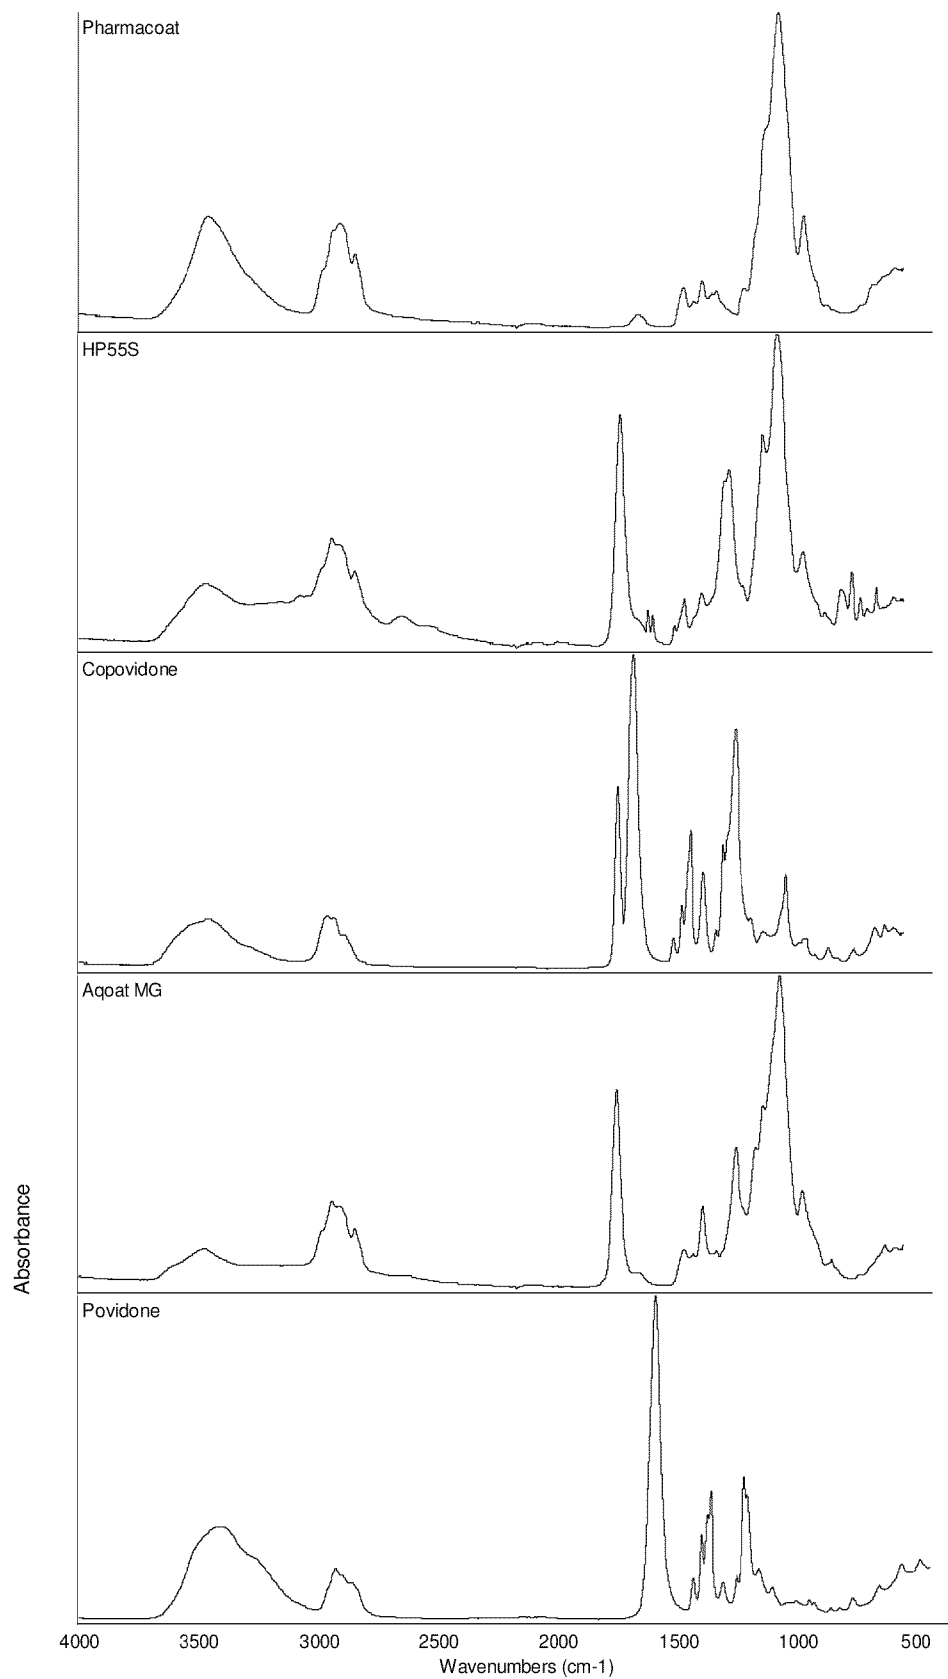 Pharmacoat
HP55S
Copovidone
Aqoat MG
Absorbance
Povidone
4000 3500 3000 2500 2000 1500 1000 500
Wavenumbers (cm-1)